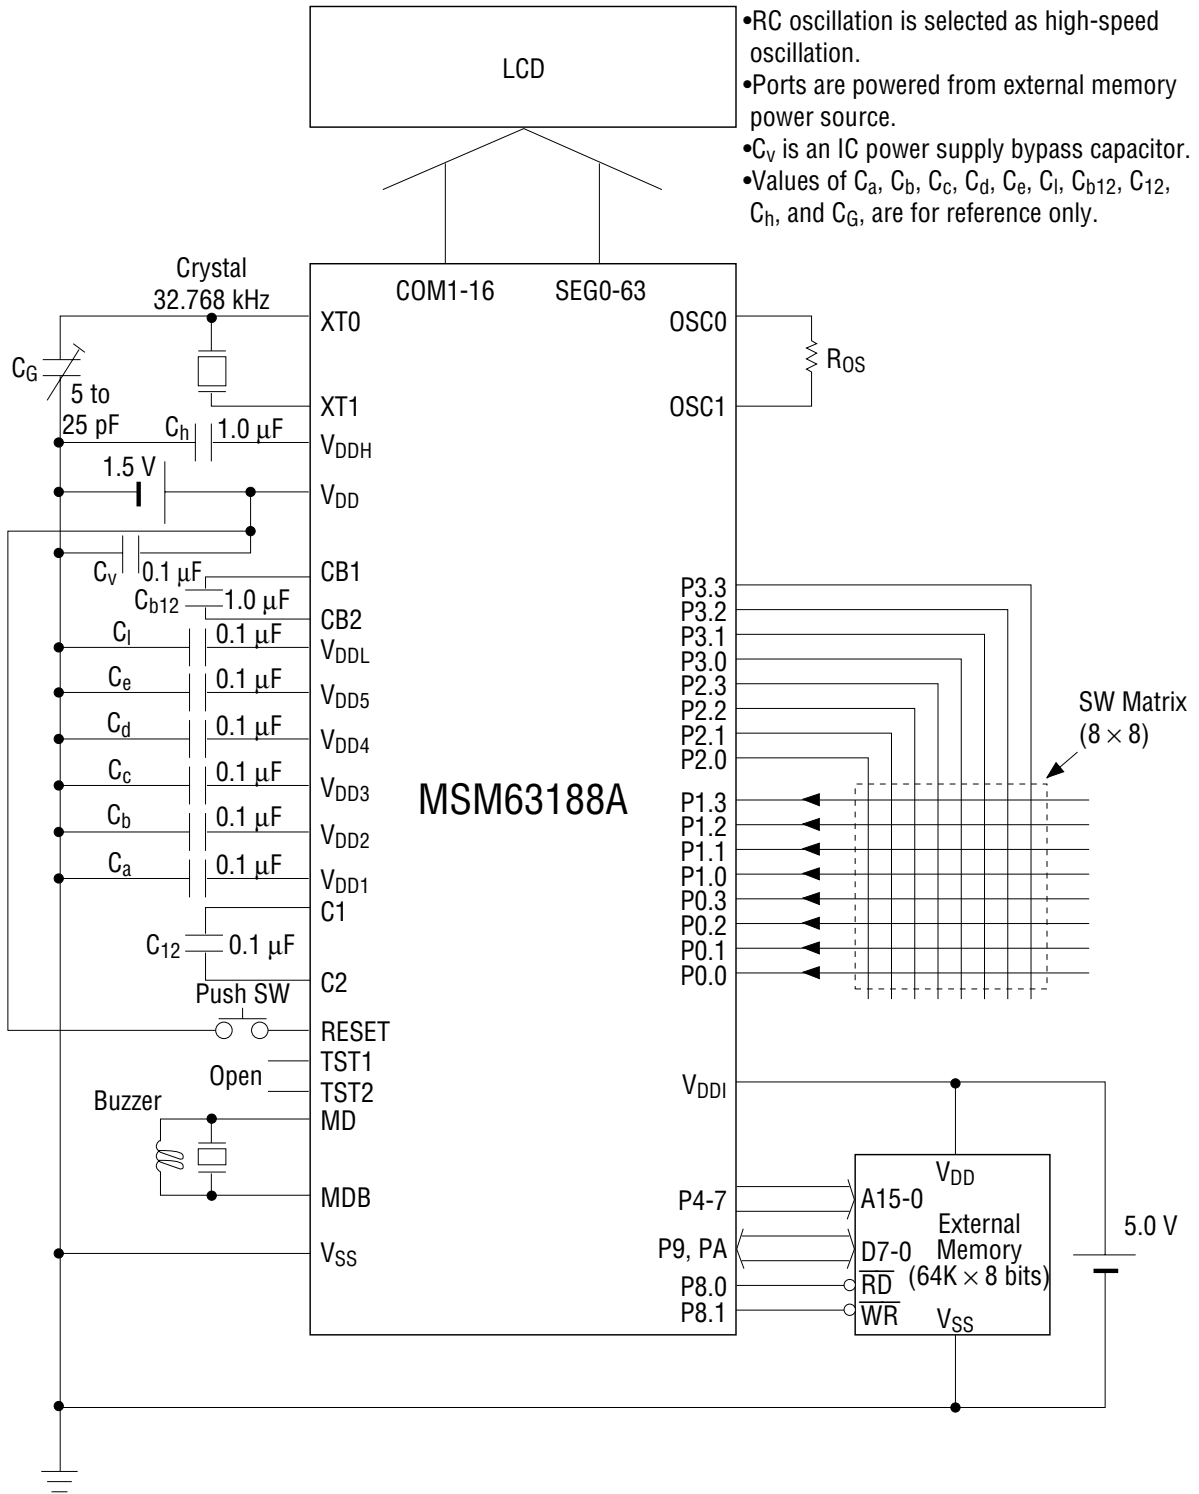 LCD
•RC oscillation is selected as high-speed
oscillation.
•Ports are powered from external memory
power source.
•Cv is an IC power supply bypass capacitor.
•Values of Ca, Cb, Cc, Cd, Ce, Cl, Cb12, C12,
Ch, and CG, are for reference only.
Crystal
32.768 kHz
COM1-16
SEG0-63
XT0
OSC0
CG
5 to
25 pF
ROS
XT1
OSC1
Ch
1.0 µF
VDDH
1.5 V
VDD
Cv
0.1 µF
CB1
Cb12
1.0 µF
CB2
Cl
0.1 µF
VDDL
Ce
0.1 µF
VDD5
Cd
0.1 µF
VDD4
Cc
0.1 µF
VDD3
Cb
0.1 µF
VDD2
Ca
0.1 µF
VDD1
C1
C12
0.1 µF
C2
Push SW
RESET
TST1
Open
TST2
Buzzer
MD
MDB
VSS
MSM63188A
P3.3
P3.2
P3.1
P3.0
P2.3
P2.2
P2.1
P2.0
SW Matrix
(8 × 8)
P1.3
P1.2
P1.1
P1.0
P0.3
P0.2
P0.1
P0.0
VDDI
VDD
P4-7
A15-0
External
Memory
(64K × 8 bits)
P9, PA
D7-0
P8.0
RD
P8.1
WR
VSS
5.0 V